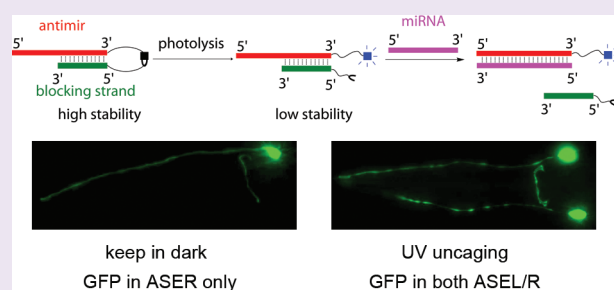 antimir
5' 3'
3' 5'
blocking strand
high stability
photolysis
5' 3'
3' 5'
low stability
miRNA
5' 3'
5' 3'
3' 5'
3' 5'
keep in dark
GFP in ASER only
UV uncaging
GFP in both ASEL/R